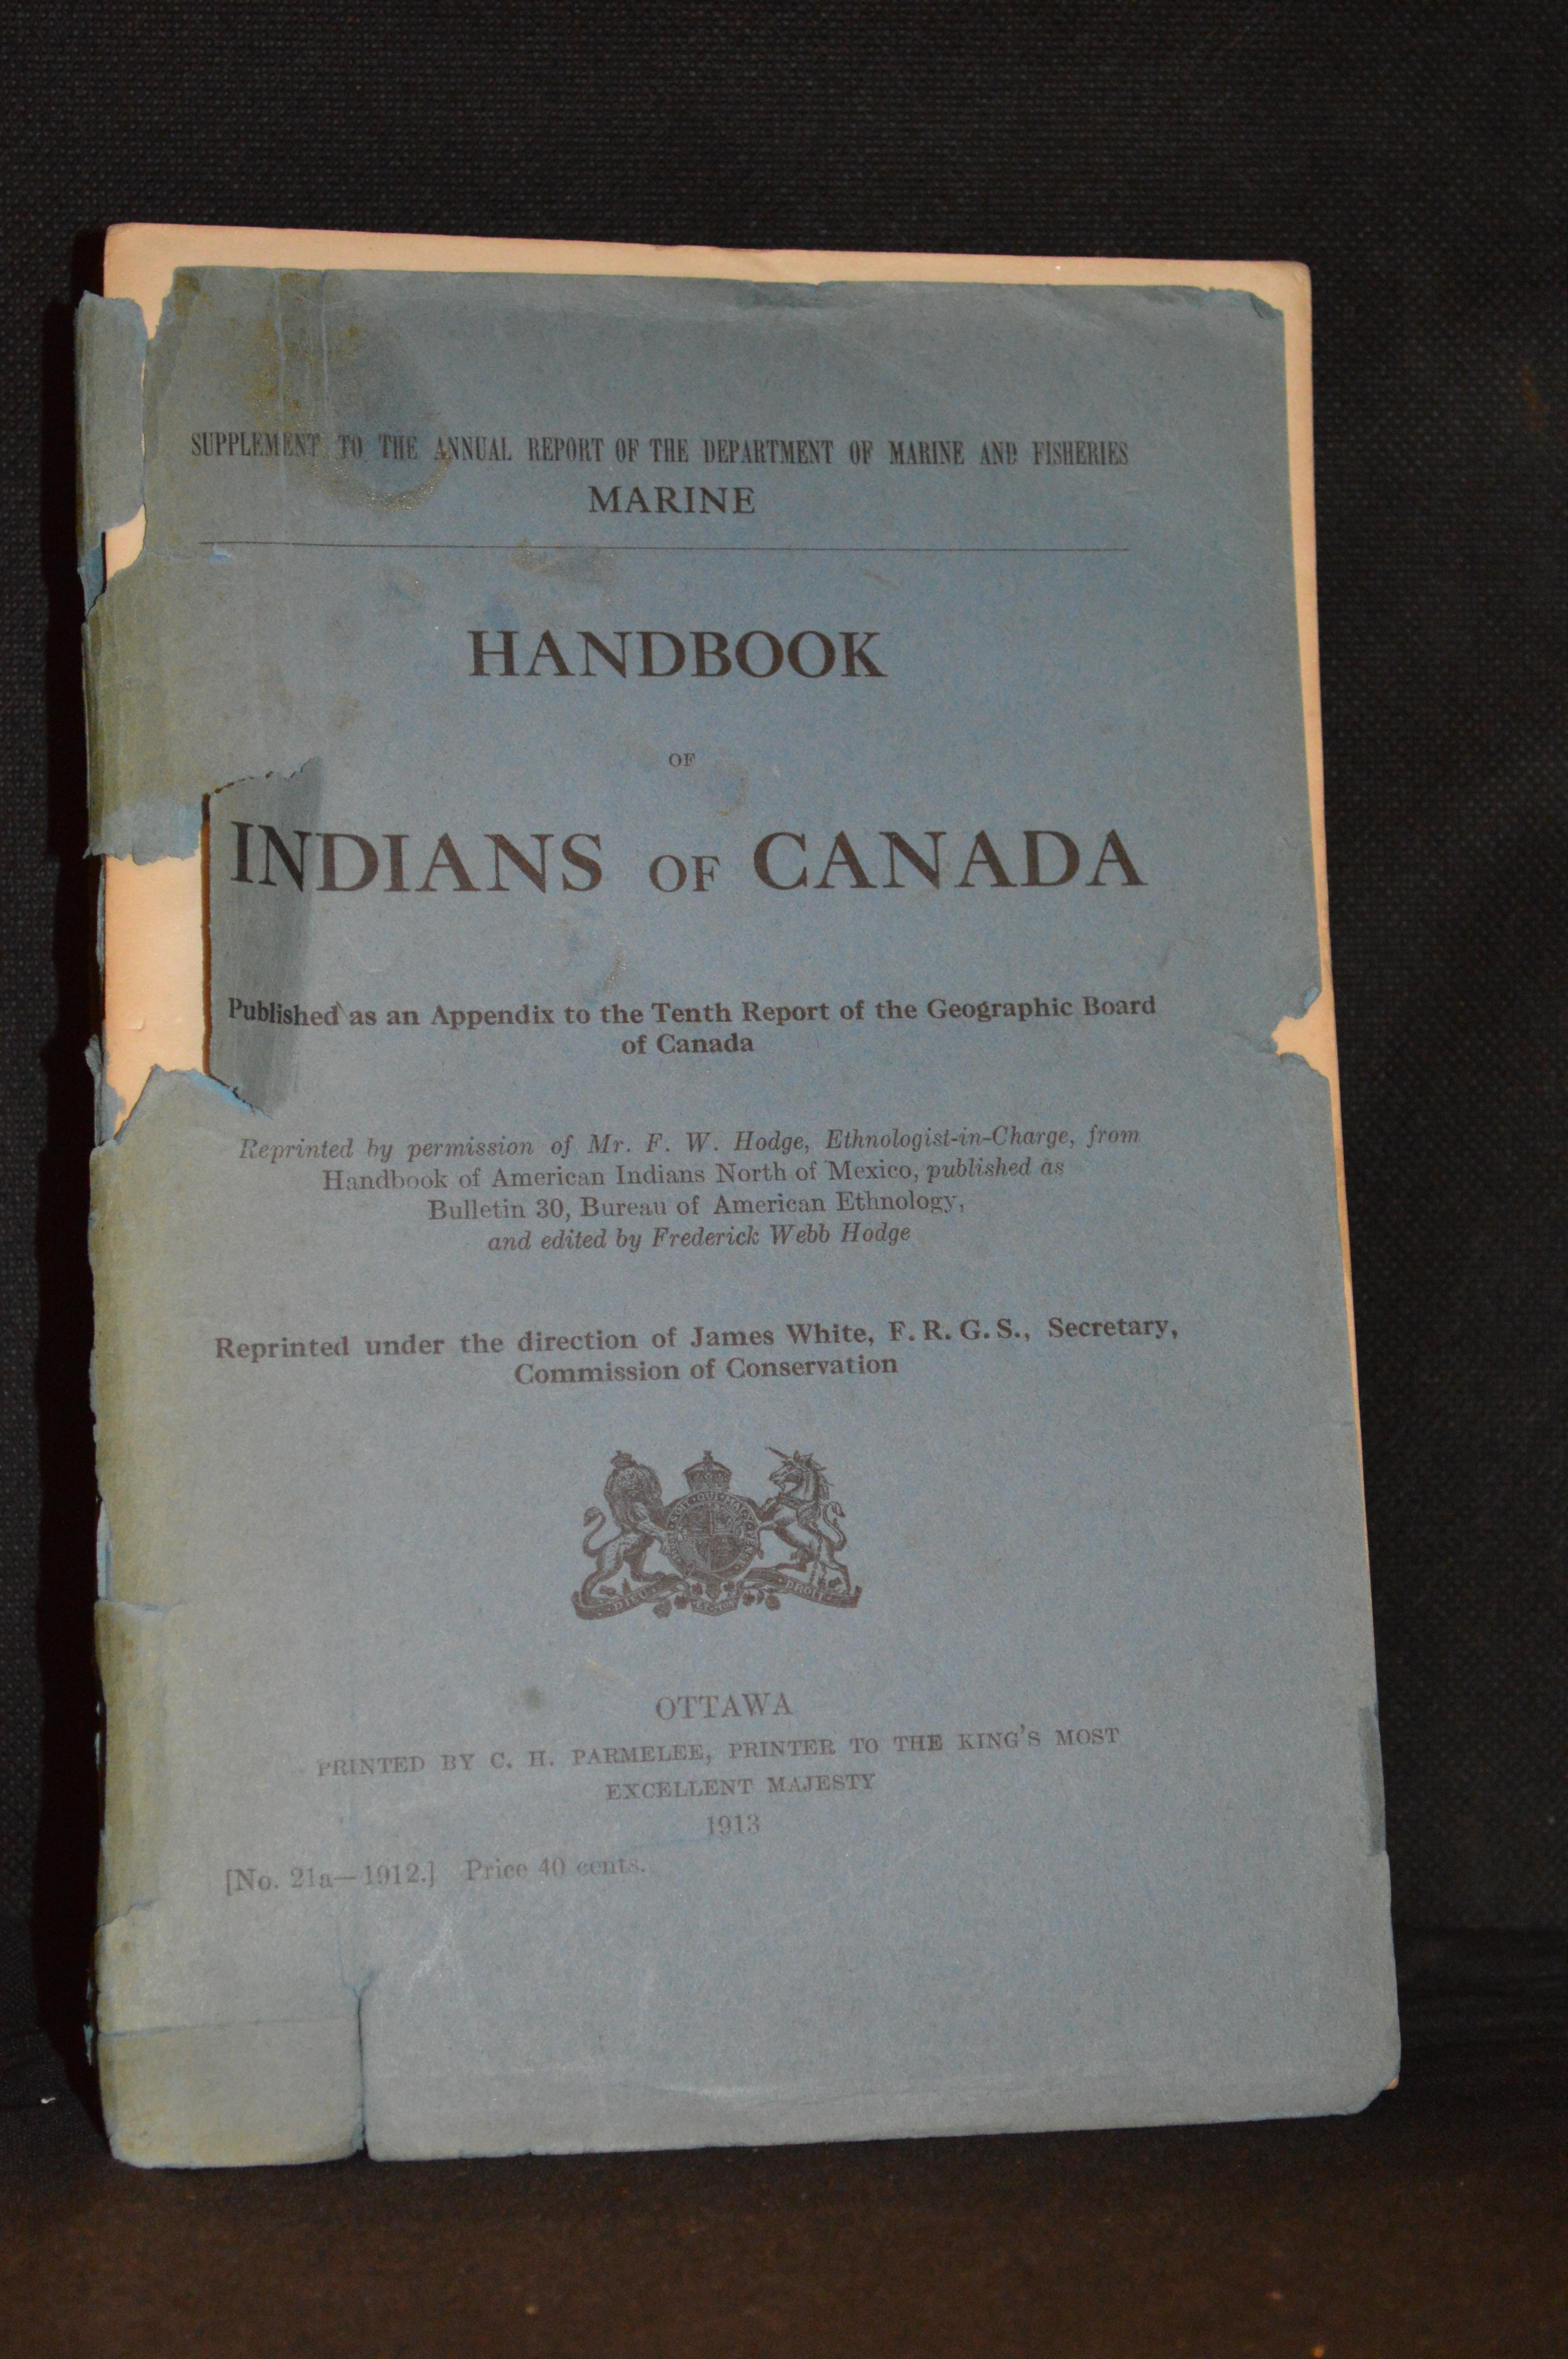 SUPPLEMENT TO THE ANNUAL REPORT OF THE DEPARTMENT OF MARINE AND FISHERIES
MARINE
HANDBOOK
OF
INDIANS OF CANADA
Published as an Appendix to the Tenth Report of the Geographic Board
of Canada
Reprinted by permission of Mr. F. W. Hodge, Ethnologist-in-Charge, from
Handbook of American Indians North of Mexico, published as
Bulletin 30, Bureau of American Ethnology,
and edited by Frederick Webb Hodge
Reprinted under the direction of James White, F. R. G. S., Secretary,
Commission of Conservation
DIEU ET MON DROIT
OTTAWA
PRINTED BY C. H. PARMELEE, PRINTER TO THE KING'S MOST
EXCELLENT MAJESTY
1913
[No. 21a—1912.] Price 40 cents.